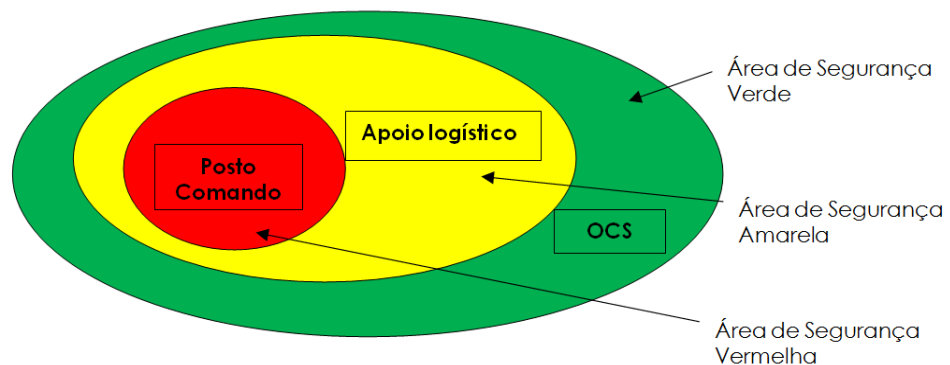 Área de Segurança
Verde
Apoio logístico
Posto
Comando
Área de Segurança
Amarela
OCS
Área de Segurança
Vermelha